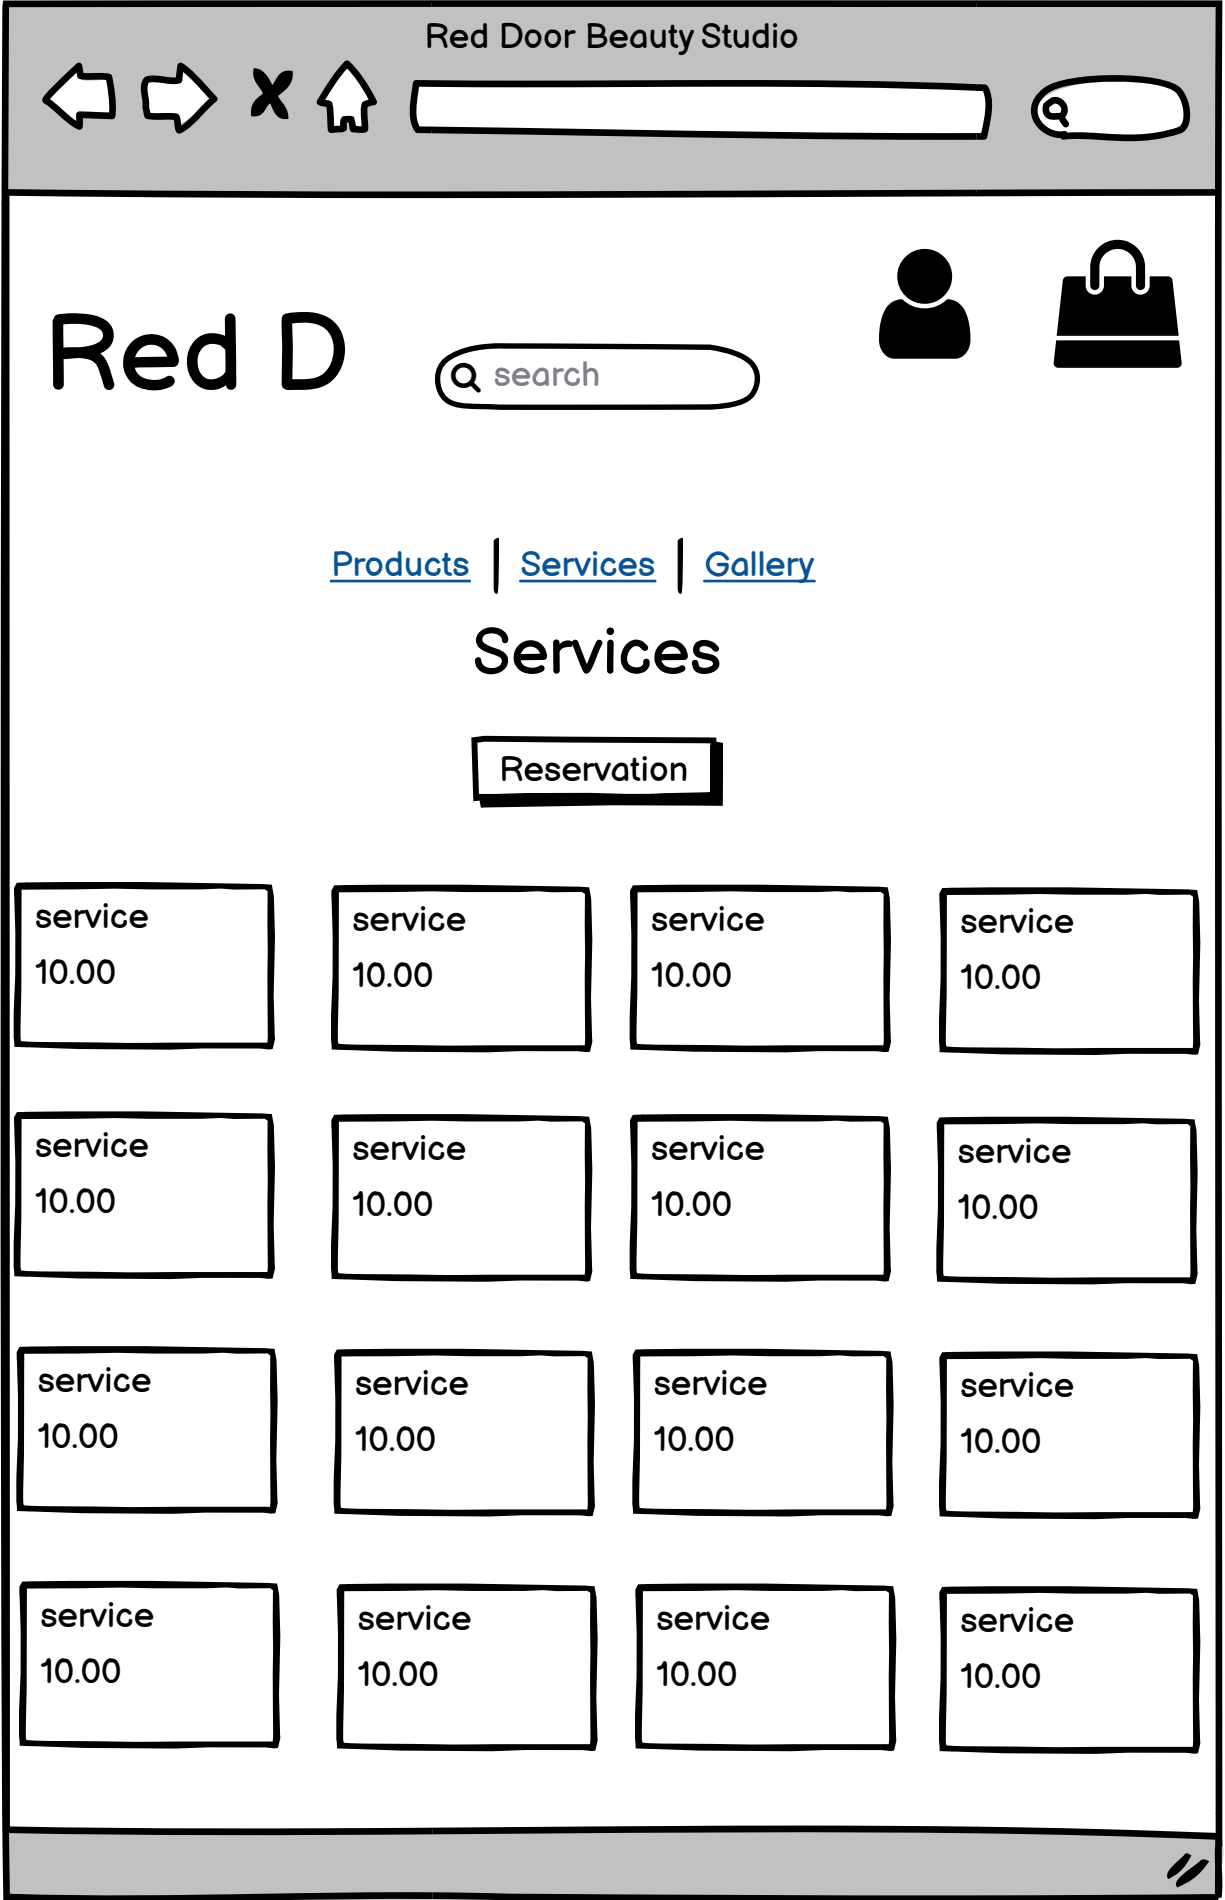 Red Door Beauty Studio
Red D
search
Products | Services | Gallery
Services
Reservation
service service service service
10.00 10.00 10.00 10.00
service service service service
10.00 10.00 10.00 10.00
service service service service
10.00 10.00 10.00 10.00
service service service service
10.00 10.00 10.00 10.00